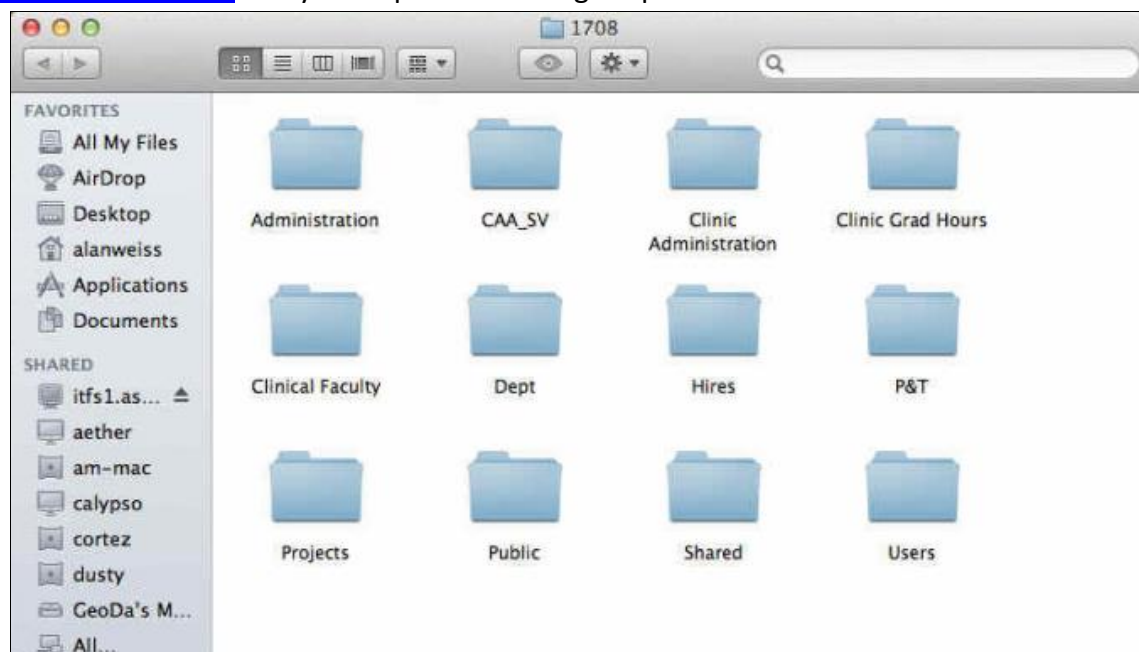 1708
FAVORITES
All My Files
AirDrop
Desktop
alanweiss
Applications
Documents
SHARED
itfs1.as...
aether
am-mac
calypso
cortez
dusty
GeoDa's M...
All...
Administration
CAA_SV
Clinic
Administration
Clinic Grad Hours
Clinical Faculty
Dept
Hires
P&T
Projects
Public
Shared
Users